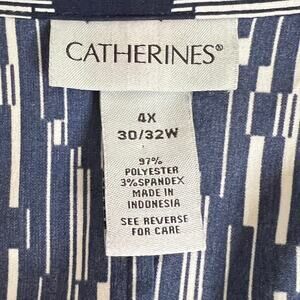 CATHERINES®
4X
30/32W
97%
POLYESTER
3%SPANDEX
MADE IN
INDONESIA
SEE REVERSE
FOR CARE